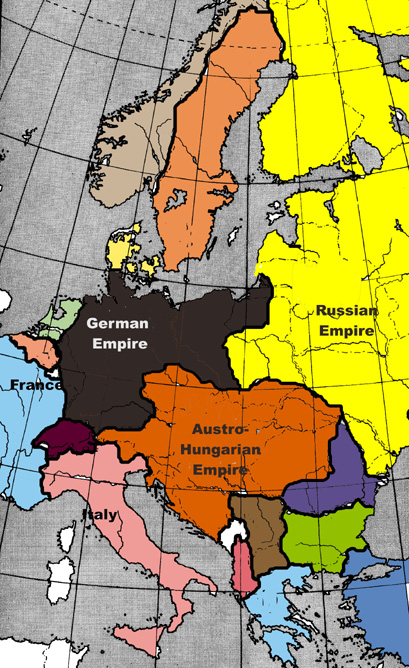 German
Empire
Russian
Empire
France
Austro-
Hungarian
Empire
Italy